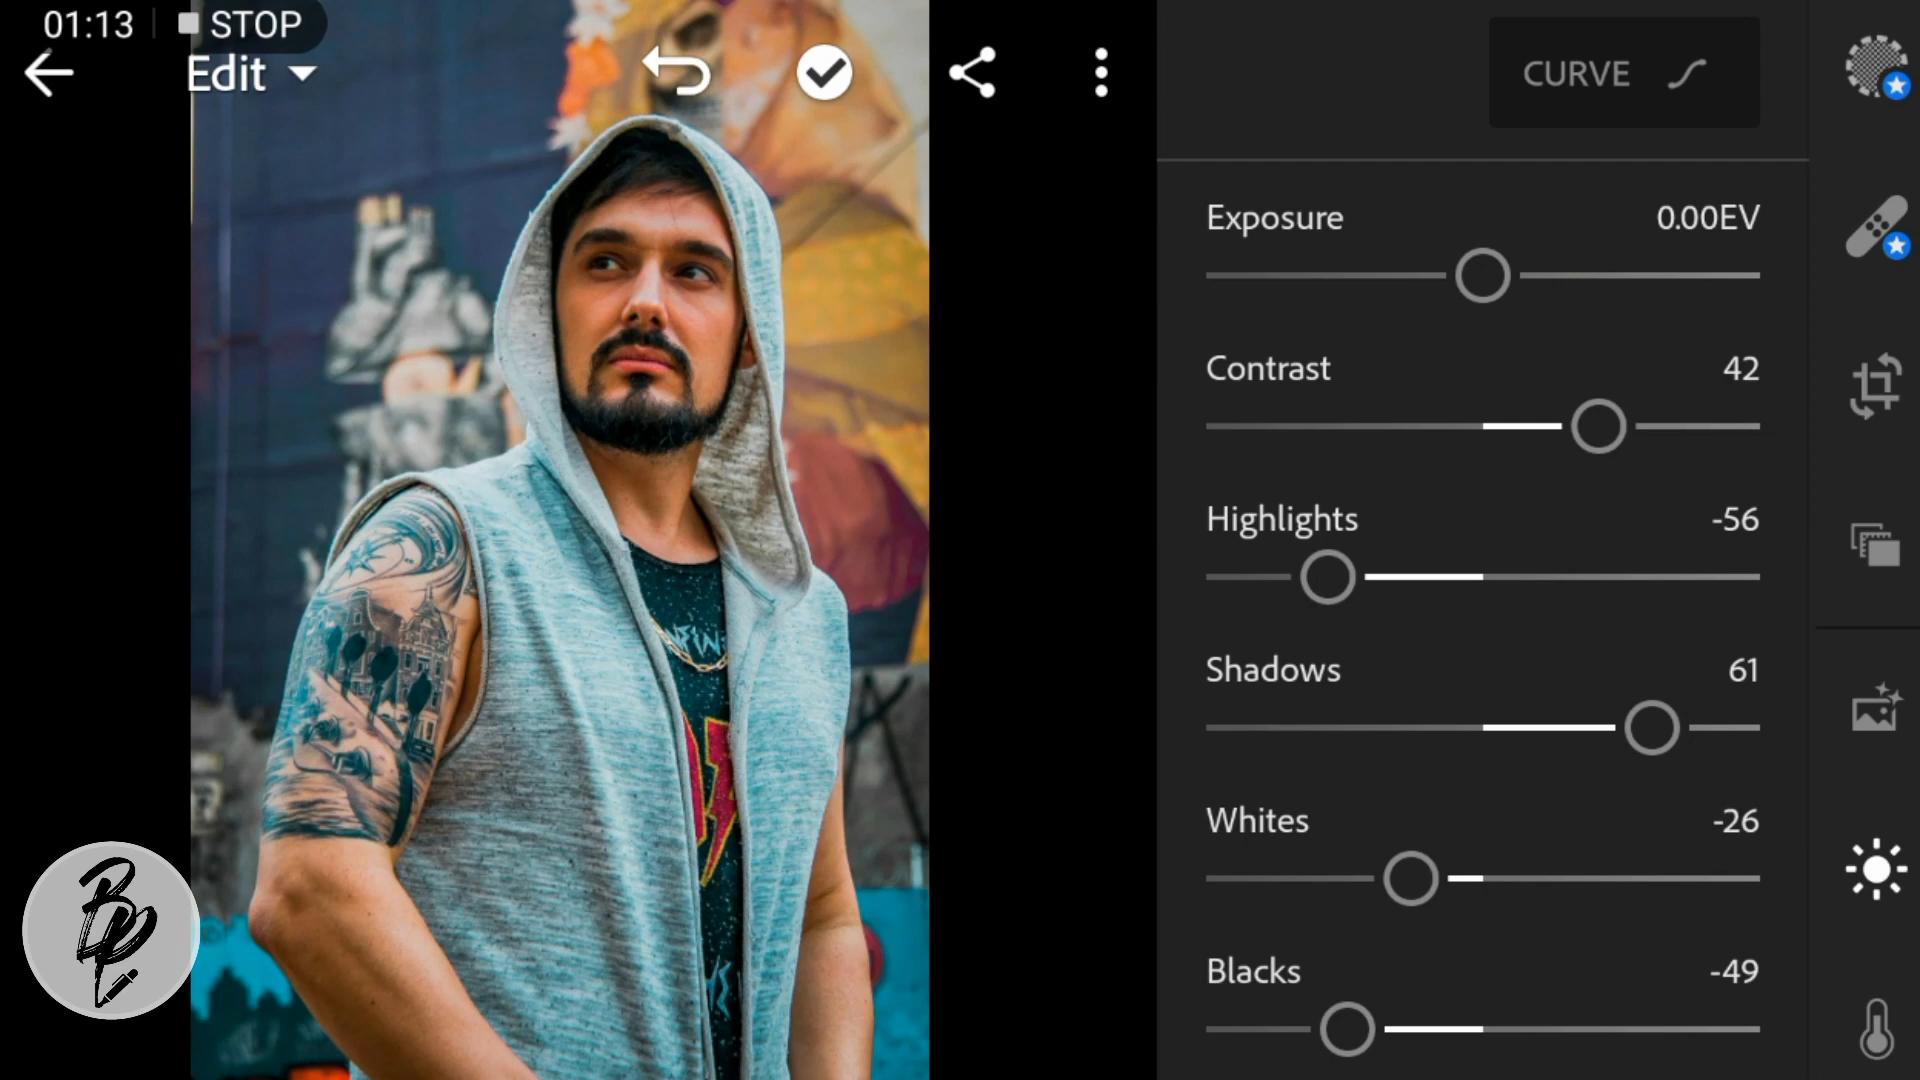 01:13 STOP
Edit
CURVE
Exposure 0.00EV
Contrast 42
Highlights -56
Shadows 61
Whites -26
Blacks -49